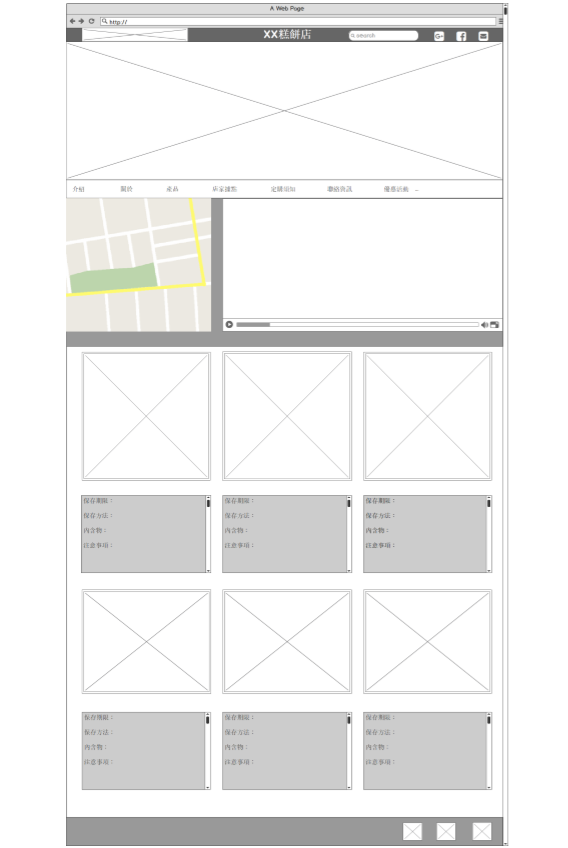 A Web Page
http://
XX糕餅店
search
G+ f
介紹 關於 產品 店家據點 定購須知 聯絡資訊 優惠活動
保存期限： 保存期限： 保存期限：
保存方法： 保存方法： 保存方法：
內含物： 內含物： 內含物：
注意事項： 注意事項： 注意事項：
保存期限： 保存期限： 保存期限：
保存方法： 保存方法： 保存方法：
內含物： 內含物： 內含物：
注意事項： 注意事項： 注意事項：